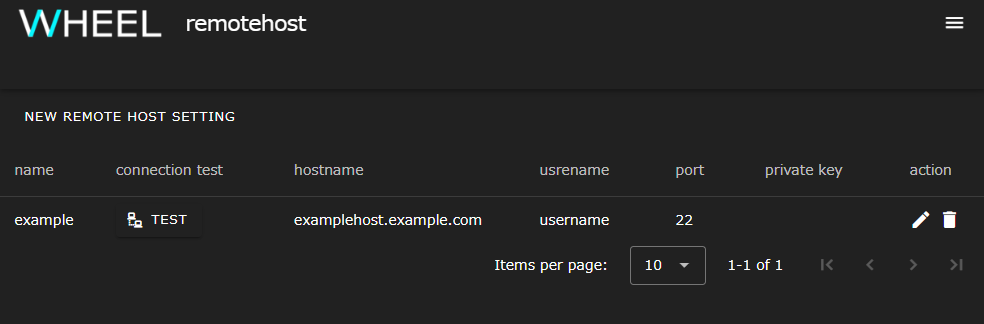 WHEEL remotehost
NEW REMOTE HOST SETTING
name connection test hostname usrename port private key action
example TEST examplehost.example.com username 22
Items per page: 10 1-1 of 1